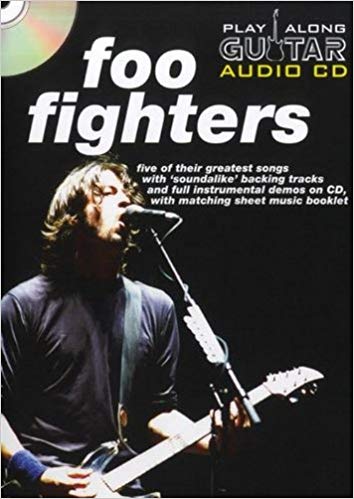 PLAY ALONG
GUITAR
AUDIO CD
foo
fighters
five of their greatest songs
with 'soundalike' backing tracks
and full instrumental demos on CD,
with matching sheet music booklet